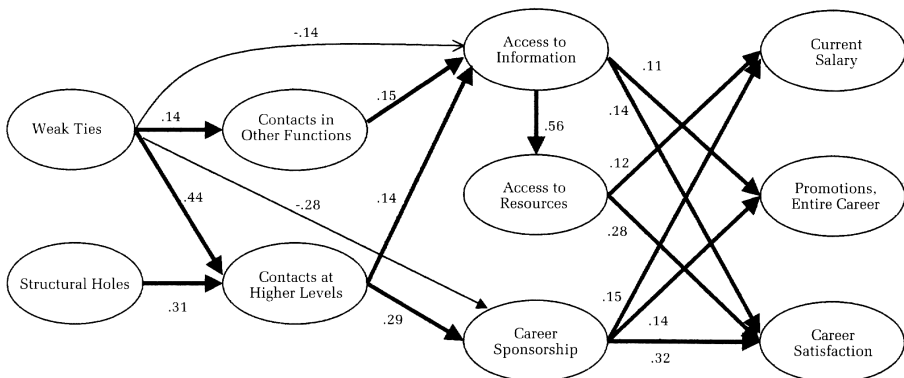 -.14
Access to
Information
Current
Salary
.11
.14
.15
.14
Weak Ties
Contacts in
Other Functions
.56
.12
.44
-.28
.14
Access to
Resources
Promotions,
Entire Career
.28
Structural Holes
.31
Contacts at
Higher Levels
.29
.15
.14
Career
Sponsorship
.32
Career
Satisfaction